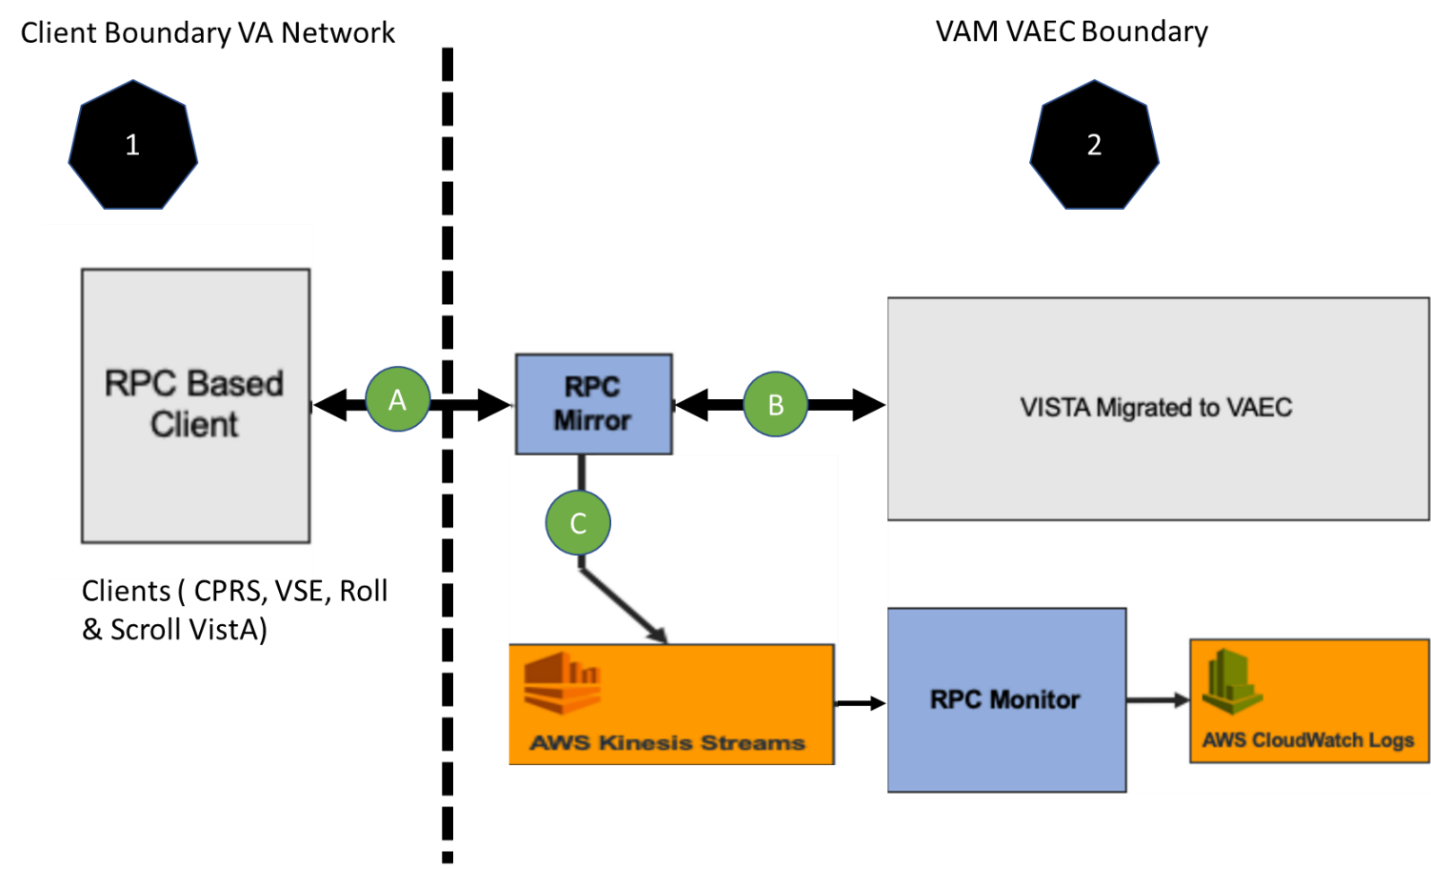 Client Boundary VA Network
VAM VAEC Boundary
1
2
RPC Based
Client
A
RPC
Mirror
B
VISTA Migrated to VAEC
C
Clients ( CPRS, VSE, Roll
& Scroll VistA)
AWS Kinesis Streams
RPC Monitor
AWS CloudWatch Logs